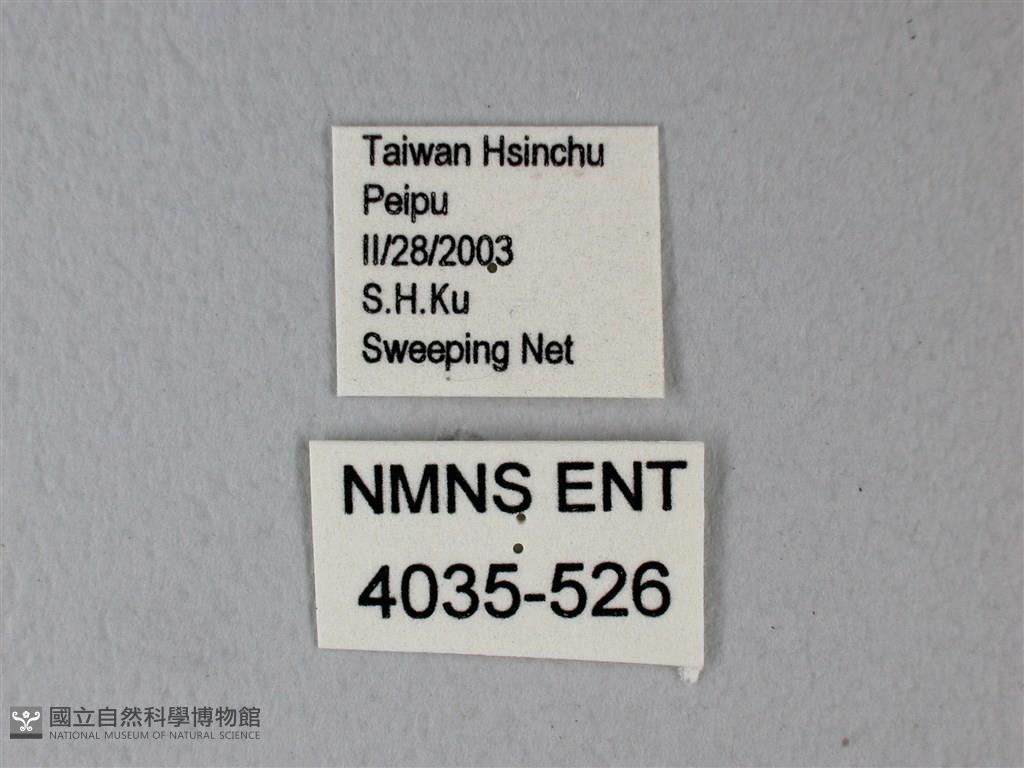 Taiwan Hsinchu
Peipu
II/28/2003
S.H.Ku
Sweeping Net
NMNS ENT
4035-526
國立自然科學博物館
NATIONAL MUSEUM OF NATURAL SCIENCE